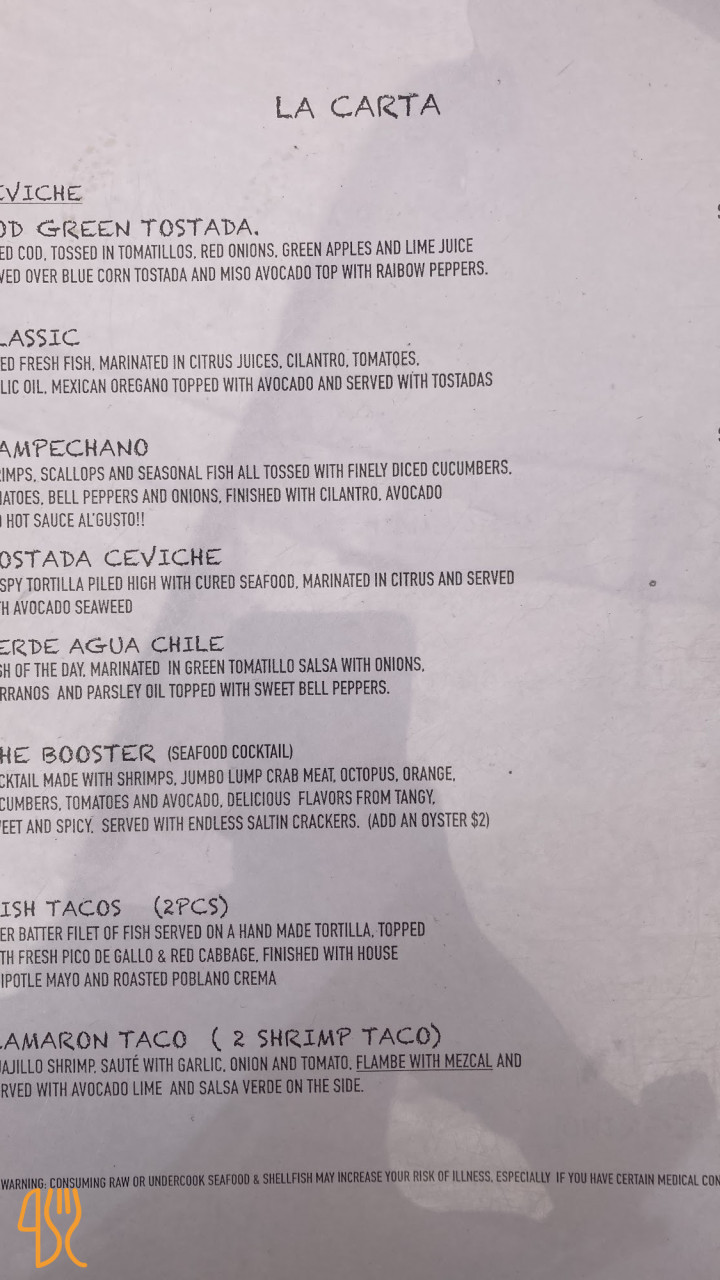 LA CARTA
EVICHE
OD GREEN TOSTADA.
ED COD, TOSSED IN TOMATILLOS, RED ONIONS, GREEN APPLES AND LIME JUICE
VED OVER BLUE CORN TOSTADA AND MISO AVOCADO TOP WITH RAIBOW PEPPERS.
LASSIC
ED FRESH FISH, MARINATED IN CITRUS JUICES, CILANTRO, TOMATOES,
LIC OIL, MEXICAN OREGANO TOPPED WITH AVOCADO AND SERVED WITH TOSTADAS
AMPECHANO
RIMPS, SCALLOPS AND SEASONAL FISH ALL TOSSED WITH FINELY DICED CUCUMBERS,
MATOES, BELL PEPPERS AND ONIONS, FINISHED WITH CILANTRO, AVOCADO
D HOT SAUCE AL'GUSTO!!
OSTADA CEVICHE
SPY TORTILLA PILED HIGH WITH CURED SEAFOOD, MARINATED IN CITRUS AND SERVED
TH AVOCADO SEAWEED
ERDE AGUA CHILE
SH OF THE DAY, MARINATED IN GREEN TOMATILLO SALSA WITH ONIONS,
RRANOS AND PARSLEY OIL TOPPED WITH SWEET BELL PEPPERS.
HE BOOSTER (SEAFOOD COCKTAIL)
CKTAIL MADE WITH SHRIMPS, JUMBO LUMP CRAB MEAT, OCTOPUS, ORANGE,
CUMBERS, TOMATOES AND AVOCADO, DELICIOUS FLAVORS FROM TANGY,
EET AND SPICY, SERVED WITH ENDLESS SALTIN CRACKERS. (ADD AN OYSTER $2)
ISH TACOS (2PCS)
ER BATTER FILET OF FISH SERVED ON A HAND MADE TORTILLA, TOPPED
TH FRESH PICO DE GALLO & RED CABBAGE, FINISHED WITH HOUSE
IPOTLE MAYO AND ROASTED POBLANO CREMA
AMARON TACO ( 2 SHRIMP TACO)
AJILLO SHRIMP, SAUTÉ WITH GARLIC, ONION AND TOMATO, FLAMBE WITH MEZCAL AND
RVED WITH AVOCADO LIME AND SALSA VERDE ON THE SIDE.
WARNING: CONSUMING RAW OR UNDERCOOK SEAFOOD & SHELLFISH MAY INCREASE YOUR RISK OF ILLNESS, ESPECIALLY IF YOU HAVE CERTAIN MEDICAL CON